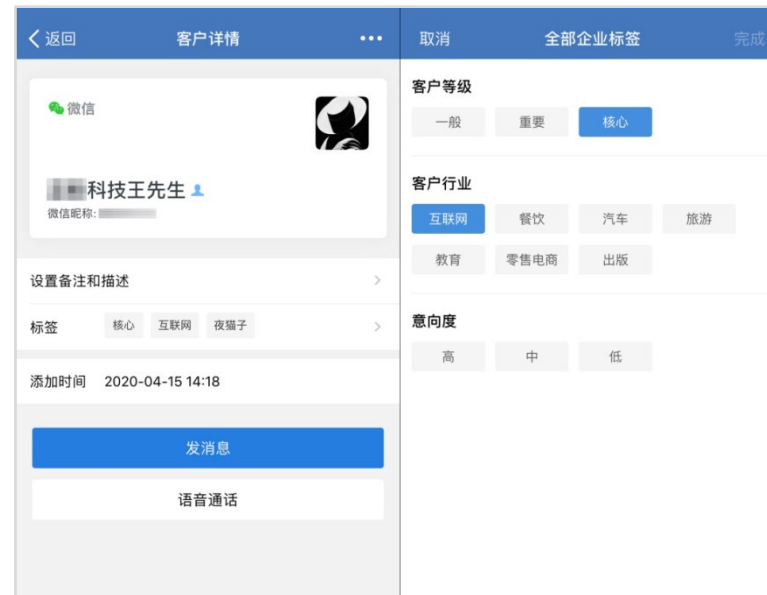 返回
客户详情
微信
科技王先生
微信昵称:
设置备注和描述
标签 核心 互联网 夜猫子
添加时间 2020-04-15 14:18
发消息
语音通话
取消 全部企业标签 完成
客户等级
一般 重要 核心
客户行业
互联网 餐饮 汽车 旅游
教育 零售电商 出版
意向度
高 中 低